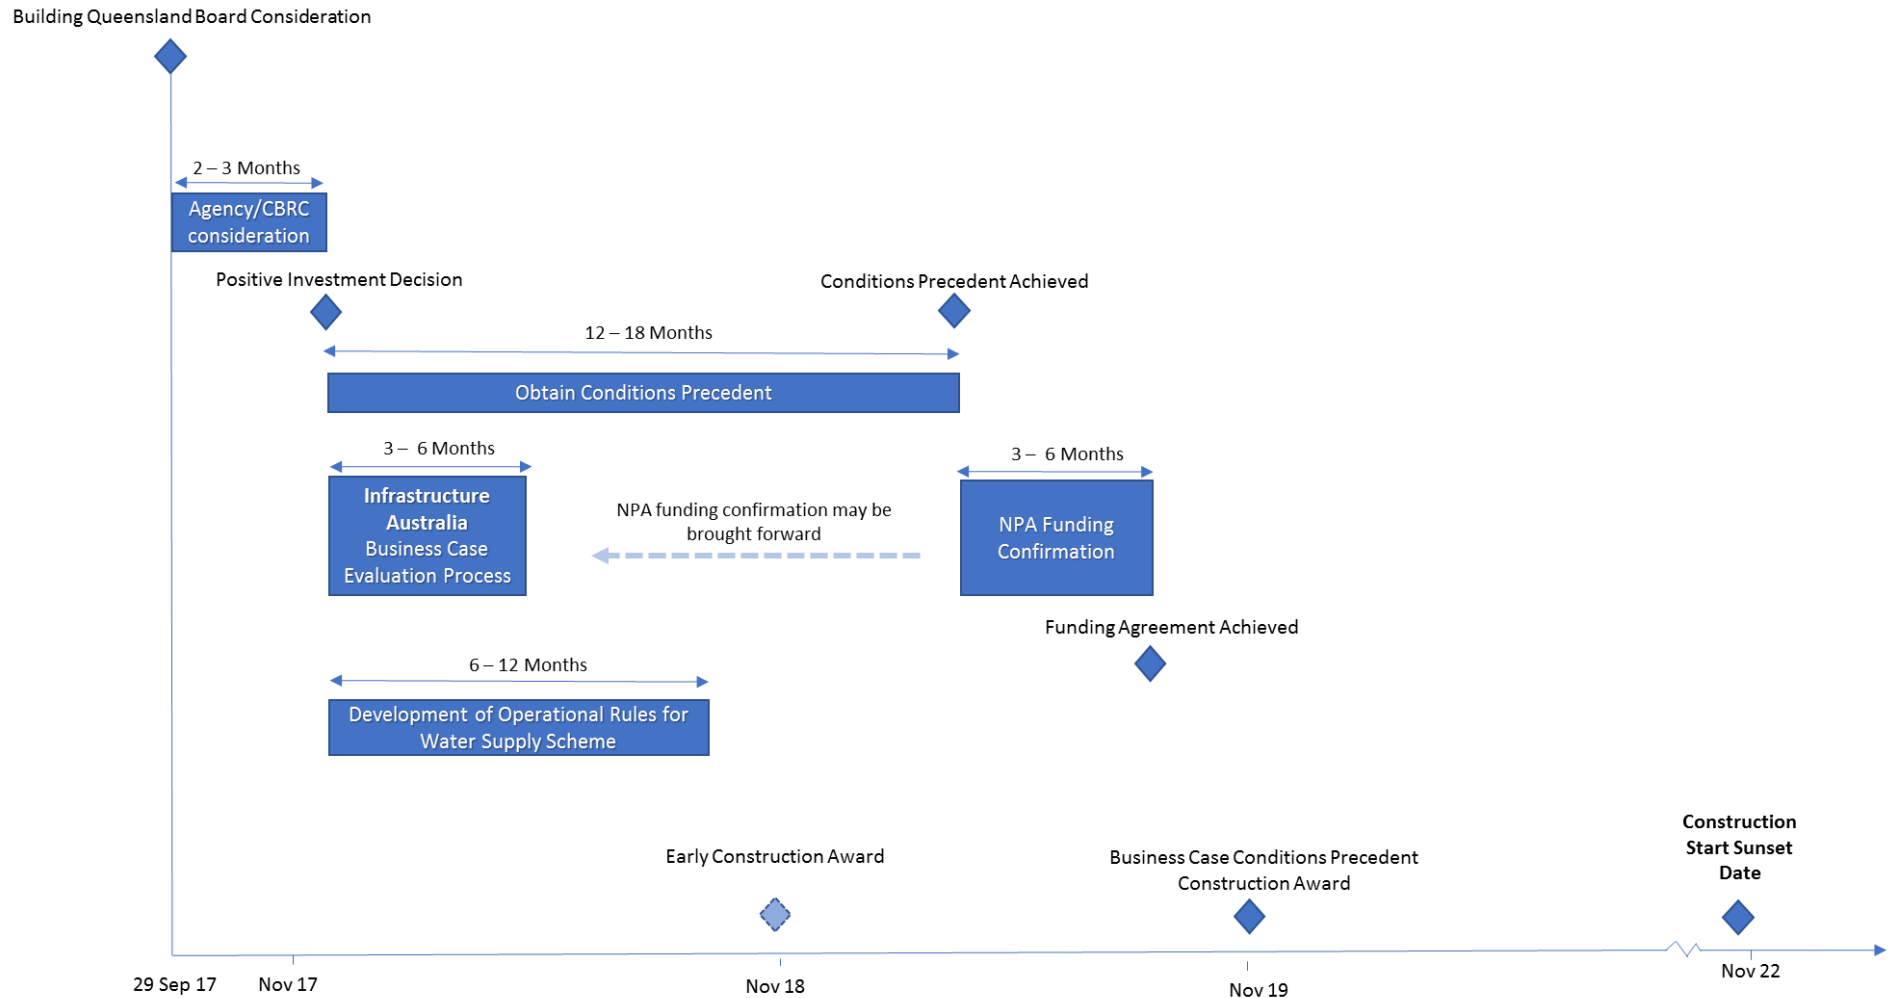 Building Queensland Board Consideration
2 – 3 Months
Agency/CBRC
consideration
Positive Investment Decision
Conditions Precedent Achieved
12 – 18 Months
Obtain Conditions Precedent
3 – 6 Months
3 – 6 Months
Infrastructure
Australia
Business Case
Evaluation Process
NPA funding confirmation may be
brought forward
NPA Funding
Confirmation
Funding Agreement Achieved
6 – 12 Months
Development of Operational Rules for
Water Supply Scheme
Early Construction Award
Business Case Conditions Precedent
Construction Award
Construction
Start Sunset
Date
29 Sep 17
Nov 17
Nov 18
Nov 19
Nov 22